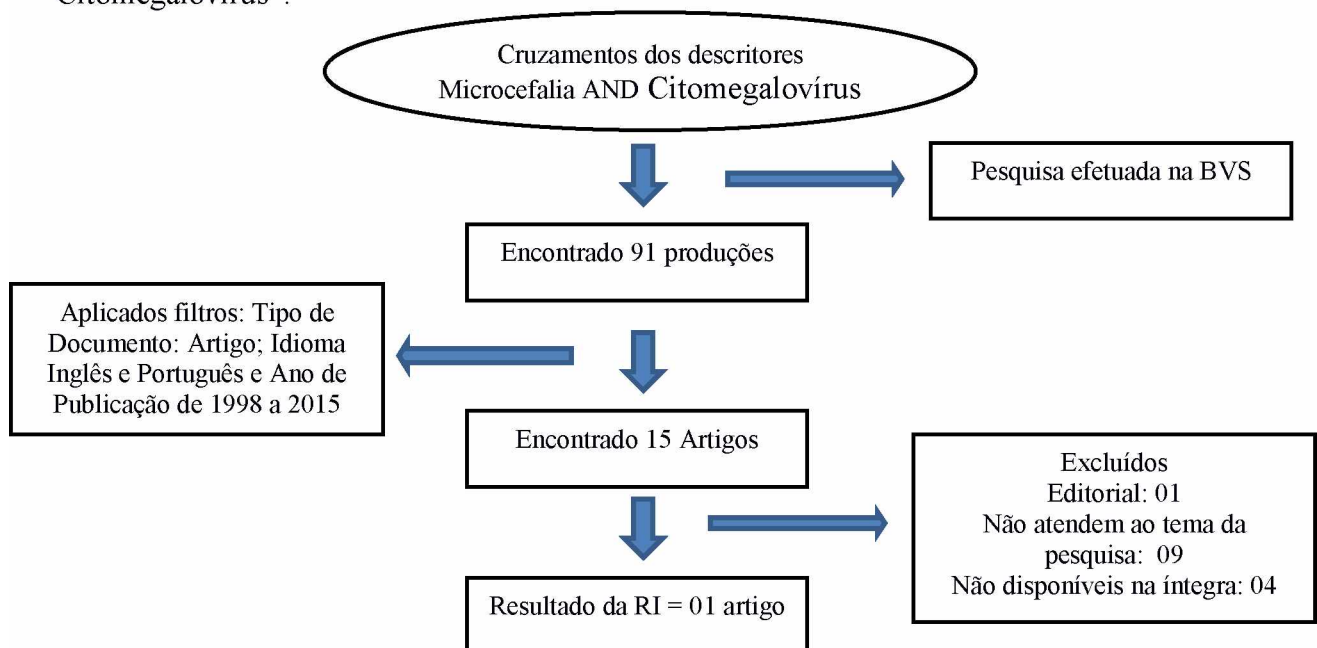 Citomegalovírus".
Cruzamentos dos descritores
Microcefalia AND Citomegalovírus
Pesquisa efetuada na BVS
Encontrado 91 produções
Aplicados filtros: Tipo de
Documento: Artigo; Idioma
Inglês e Português e Ano de
Publicação de 1998 a 2015
Encontrado 15 Artigos
Excluídos
Editorial: 01
Não atendem ao tema da
pesquisa: 09
Não disponíveis na íntegra: 04
Resultado da RI = 01 artigo